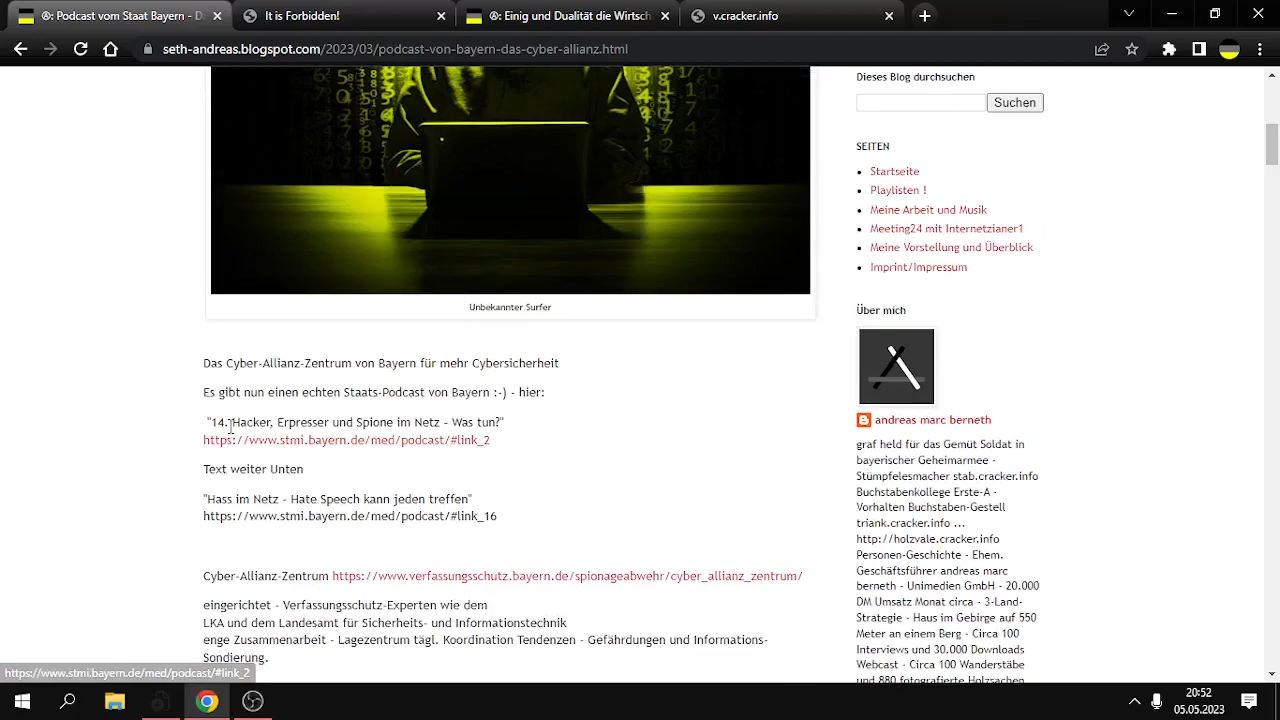 Ⓐ: Podcast vom Staat Bayern - D
It is Forbidden!
Ⓐ: Einig und Dualität die Wirtsch
v.cracker.info
seth-andreas.blogspot.com/2023/03/podcast-von-bayern-das-cyber-allianz.html
Unbekannter Surfer
Das Cyber-Allianz-Zentrum von Bayern für mehr Cybersicherheit
Es gibt nun einen echten Staats-Podcast von Bayern :-) - hier:
"14. Hacker, Erpresser und Spione im Netz - Was tun?"
https://www.stmi.bayern.de/med/podcast/#link_2
Text weiter Unten
"Hass im Netz - Hate Speech kann jeden treffen"
https://www.stmi.bayern.de/med/podcast/#link_16
Cyber-Allianz-Zentrum https://www.verfassungsschutz.bayern.de/spionageabwehr/cyber_allianz_zentrum/
eingerichtet - Verfassungsschutz-Experten wie dem
LKA und dem Landesamt für Sicherheits- und Informationstechnik
enge Zusammenarbeit - Lagezentrum tägl. Koordination Tendenzen - Gefährdungen und Informations-
Sondierung.
Dieses Blog durchsuchen
Suchen
SEITEN
Startseite
Playlisten !
Meine Arbeit und Musik
Meeting24 mit Internetzianer1
Meine Vorstellung und Überblick
Imprint/Impressum
Über mich
andreas marc berneth
graf held für das Gemüt Soldat in
bayerischer Geheimarmee -
Stümpfelesmacher stab.cracker.info
Buchstabenkollege Erste-A -
Vorhalten Buchstaben-Gestell
triank.cracker.info ...
http://holzvale.cracker.info
Personen-Geschichte - Ehem.
Geschäftsführer andreas marc
berneth - Unimedien GmbH - 20.000
DM Umsatz Monat circa - 3-Land-
Strategie - Haus im Gebirge auf 550
Meter an einem Berg - Circa 100
Interviews und 30.000 Downloads
Webcast - Circa 100 Wanderstäbe
und 880 fotografierte Holzsachen
https://www.stmi.bayern.de/med/podcast/#link_2
20:52
05.05.2023